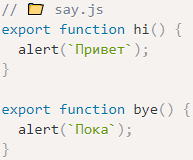 // 📁 say.js
export function hi() {
  alert(`Привет`);
}

export function bye() {
  alert(`Пока`);
}